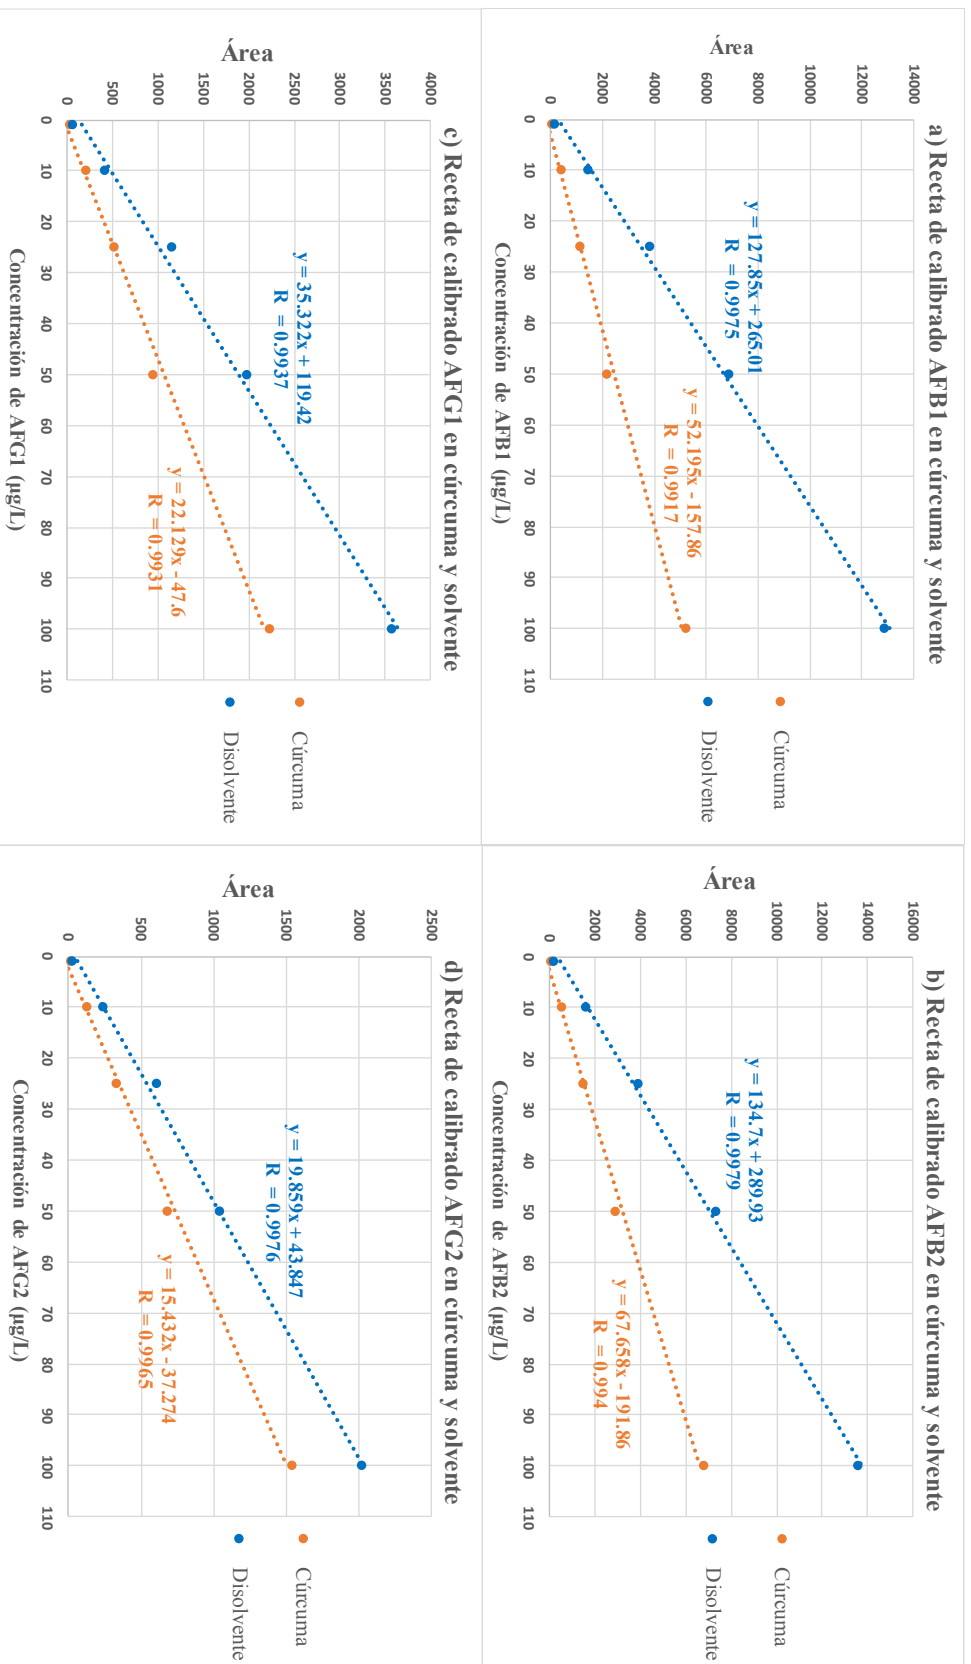 a) Recta de calibrado AFB1 en cúrcuma y solvente
Área
14000
12000
10000
8000
6000
4000
2000
0
y = 127.85x + 265.01
R = 0.9975
y = 52.195x - 157.86
R = 0.9917
0 10 20 30 40 50 60 70 80 90 100 110
Concentración de AFB1 (µg/L)
Cúrcuma
Disolvente
b) Recta de calibrado AFB2 en cúrcuma y solvente
Área
16000
14000
12000
10000
8000
6000
4000
2000
0
y = 134.7x + 289.93
R = 0.9979
y = 67.658x - 191.86
R = 0.994
0 10 20 30 40 50 60 70 80 90 100 110
Concentración de AFB2 (µg/L)
Cúrcuma
Disolvente
c) Recta de calibrado AFG1 en cúrcuma y solvente
Área
4000
3500
3000
2500
2000
1500
1000
500
0
y = 35.322x + 119.42
R = 0.9937
y = 22.129x - 47.6
R = 0.9931
0 10 20 30 40 50 60 70 80 90 100 110
Concentración de AFG1 (µg/L)
Cúrcuma
Disolvente
d) Recta de calibrado AFG2 en cúrcuma y solvente
Área
2500
2000
1500
1000
500
0
y = 19.859x + 43.847
R = 0.9976
y = 15.432x - 37.274
R = 0.9965
0 10 20 30 40 50 60 70 80 90 100 110
Concentración de AFG2 (µg/L)
Cúrcuma
Disolvente